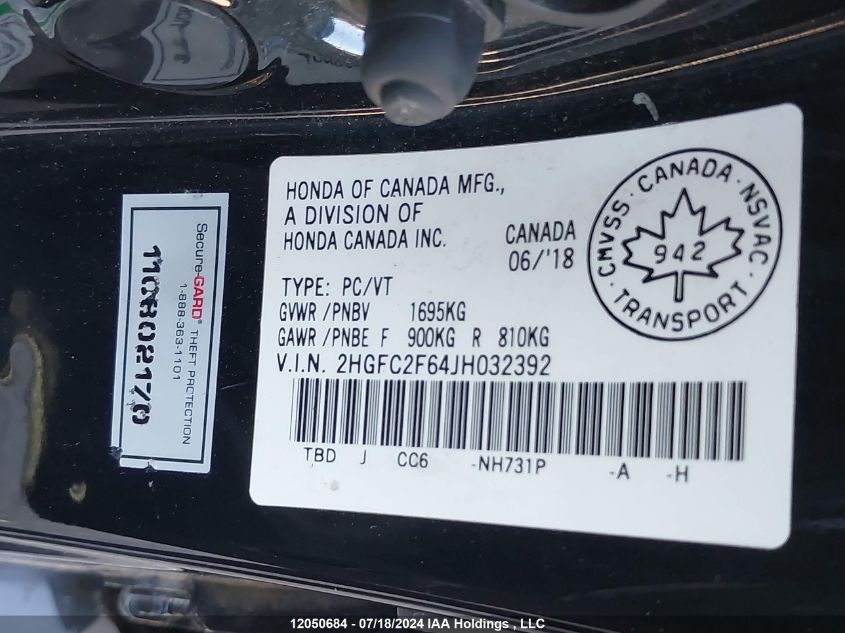 HONDA OF CANADA MFG.,
A DIVISION OF
HONDA CANADA INC.
CANADA
06/'18
TYPE: PC/VT
GVWR /PNBV 1695KG
GAWR /PNBE F 900KG R 810KG
V.I.N. 2HGFC2F64JH032392
TBD J CC6 -NH731P -A -H
CMVSS · CANADA · NSVAC
942
TRANSPORT
Secure-GARD® THEFT PROTECTION
1-888-363-1101
110802170
12050684 - 07/18/2024 IAA Holdings , LLC